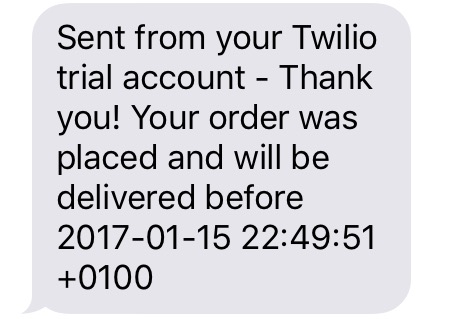 Sent from your Twilio
trial account - Thank
you! Your order was
placed and will be
delivered before
2017-01-15 22:49:51
+0100